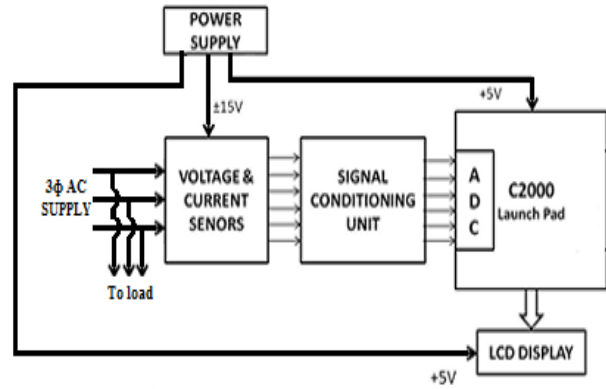 POWER
SUPPLY
±15V
+5V
3ϕ AC
SUPPLY
VOLTAGE &
CURRENT
SENORS
SIGNAL
CONDITIONING
UNIT
A
D
C
C2000
Launch Pad
To load
LCD DISPLAY
+5V